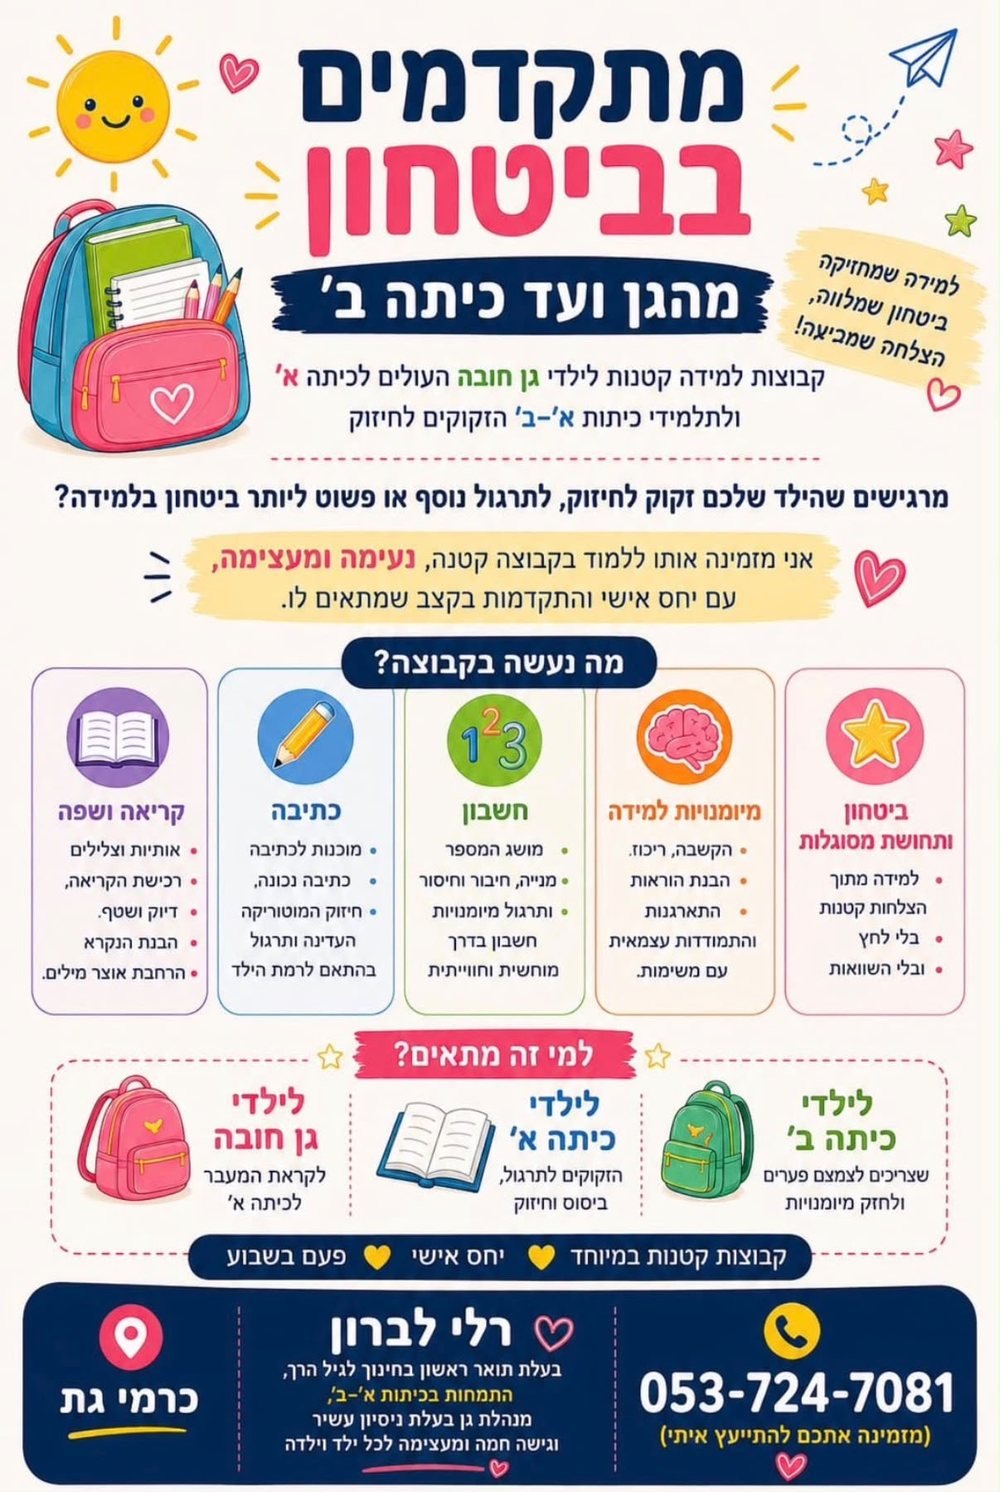 מתקדמים
בביטחון
מהגן ועד כיתה ב'
למידה שמחזיקה
ביטחון שמלווה,
הצלחה שמביאה!
קבוצות למידה קטנות לילדי גן חובה העולים לכיתה א'
ולתלמידי כיתות א'-ב' הזקוקים לחיזוק
מרגישים שהילד שלכם זקוק לחיזוק, לתרגול נוסף או פשוט ליותר ביטחון בלמידה?
אני מזמינה אותו ללמוד בקבוצה קטנה, נעימה ומעצימה,
עם יחס אישי והתקדמות בקצב שמתאים לו.
מה נעשה בקבוצה?
ביטחון
ותחושת מסוגלות
• למידה מתוך
הצלחות קטנות
• בלי לחץ
• ובלי השוואות
מיומנויות למידה
• הקשבה, ריכוז.
• הבנת הוראות
• התארגנות
והתמודדות עצמאית
עם משימות.
123
חשבון
• מושג המספר
• מנייה, חיבור וחיסור
• ותרגול מיומנויות
חשבון בדרך
מוחשית וחווייתית
כתיבה
• מוכנות לכתיבה
• כתיבה נכונה,
• חיזוק המוטוריקה
העדינה ותרגול
בהתאם לרמת הילד
קריאה ושפה
• אותיות וצלילים
• רכישת הקריאה,
• דיוק ושטף.
• הבנת הנקרא
• הרחבת אוצר מילים.
למי זה מתאים?
לילדי
כיתה ב'
שצריכים לצמצם פערים
ולחזק מיומנויות
לילדי
כיתה א'
הזקוקים לתרגול,
ביסוס וחיזוק
לילדי
גן חובה
לקראת המעבר
לכיתה א'
קבוצות קטנות במיוחד יחס אישי פעם בשבוע
053-724-7081
(מזמינה אתכם להתייעץ איתי)
רלי לברון
בעלת תואר ראשון בחינוך לגיל הרך,
התמחות בכיתות א'-ב',
מנהלת גן בעלת ניסיון עשיר
וגישה חמה ומעצימה לכל ילד וילדה
כרמי גת